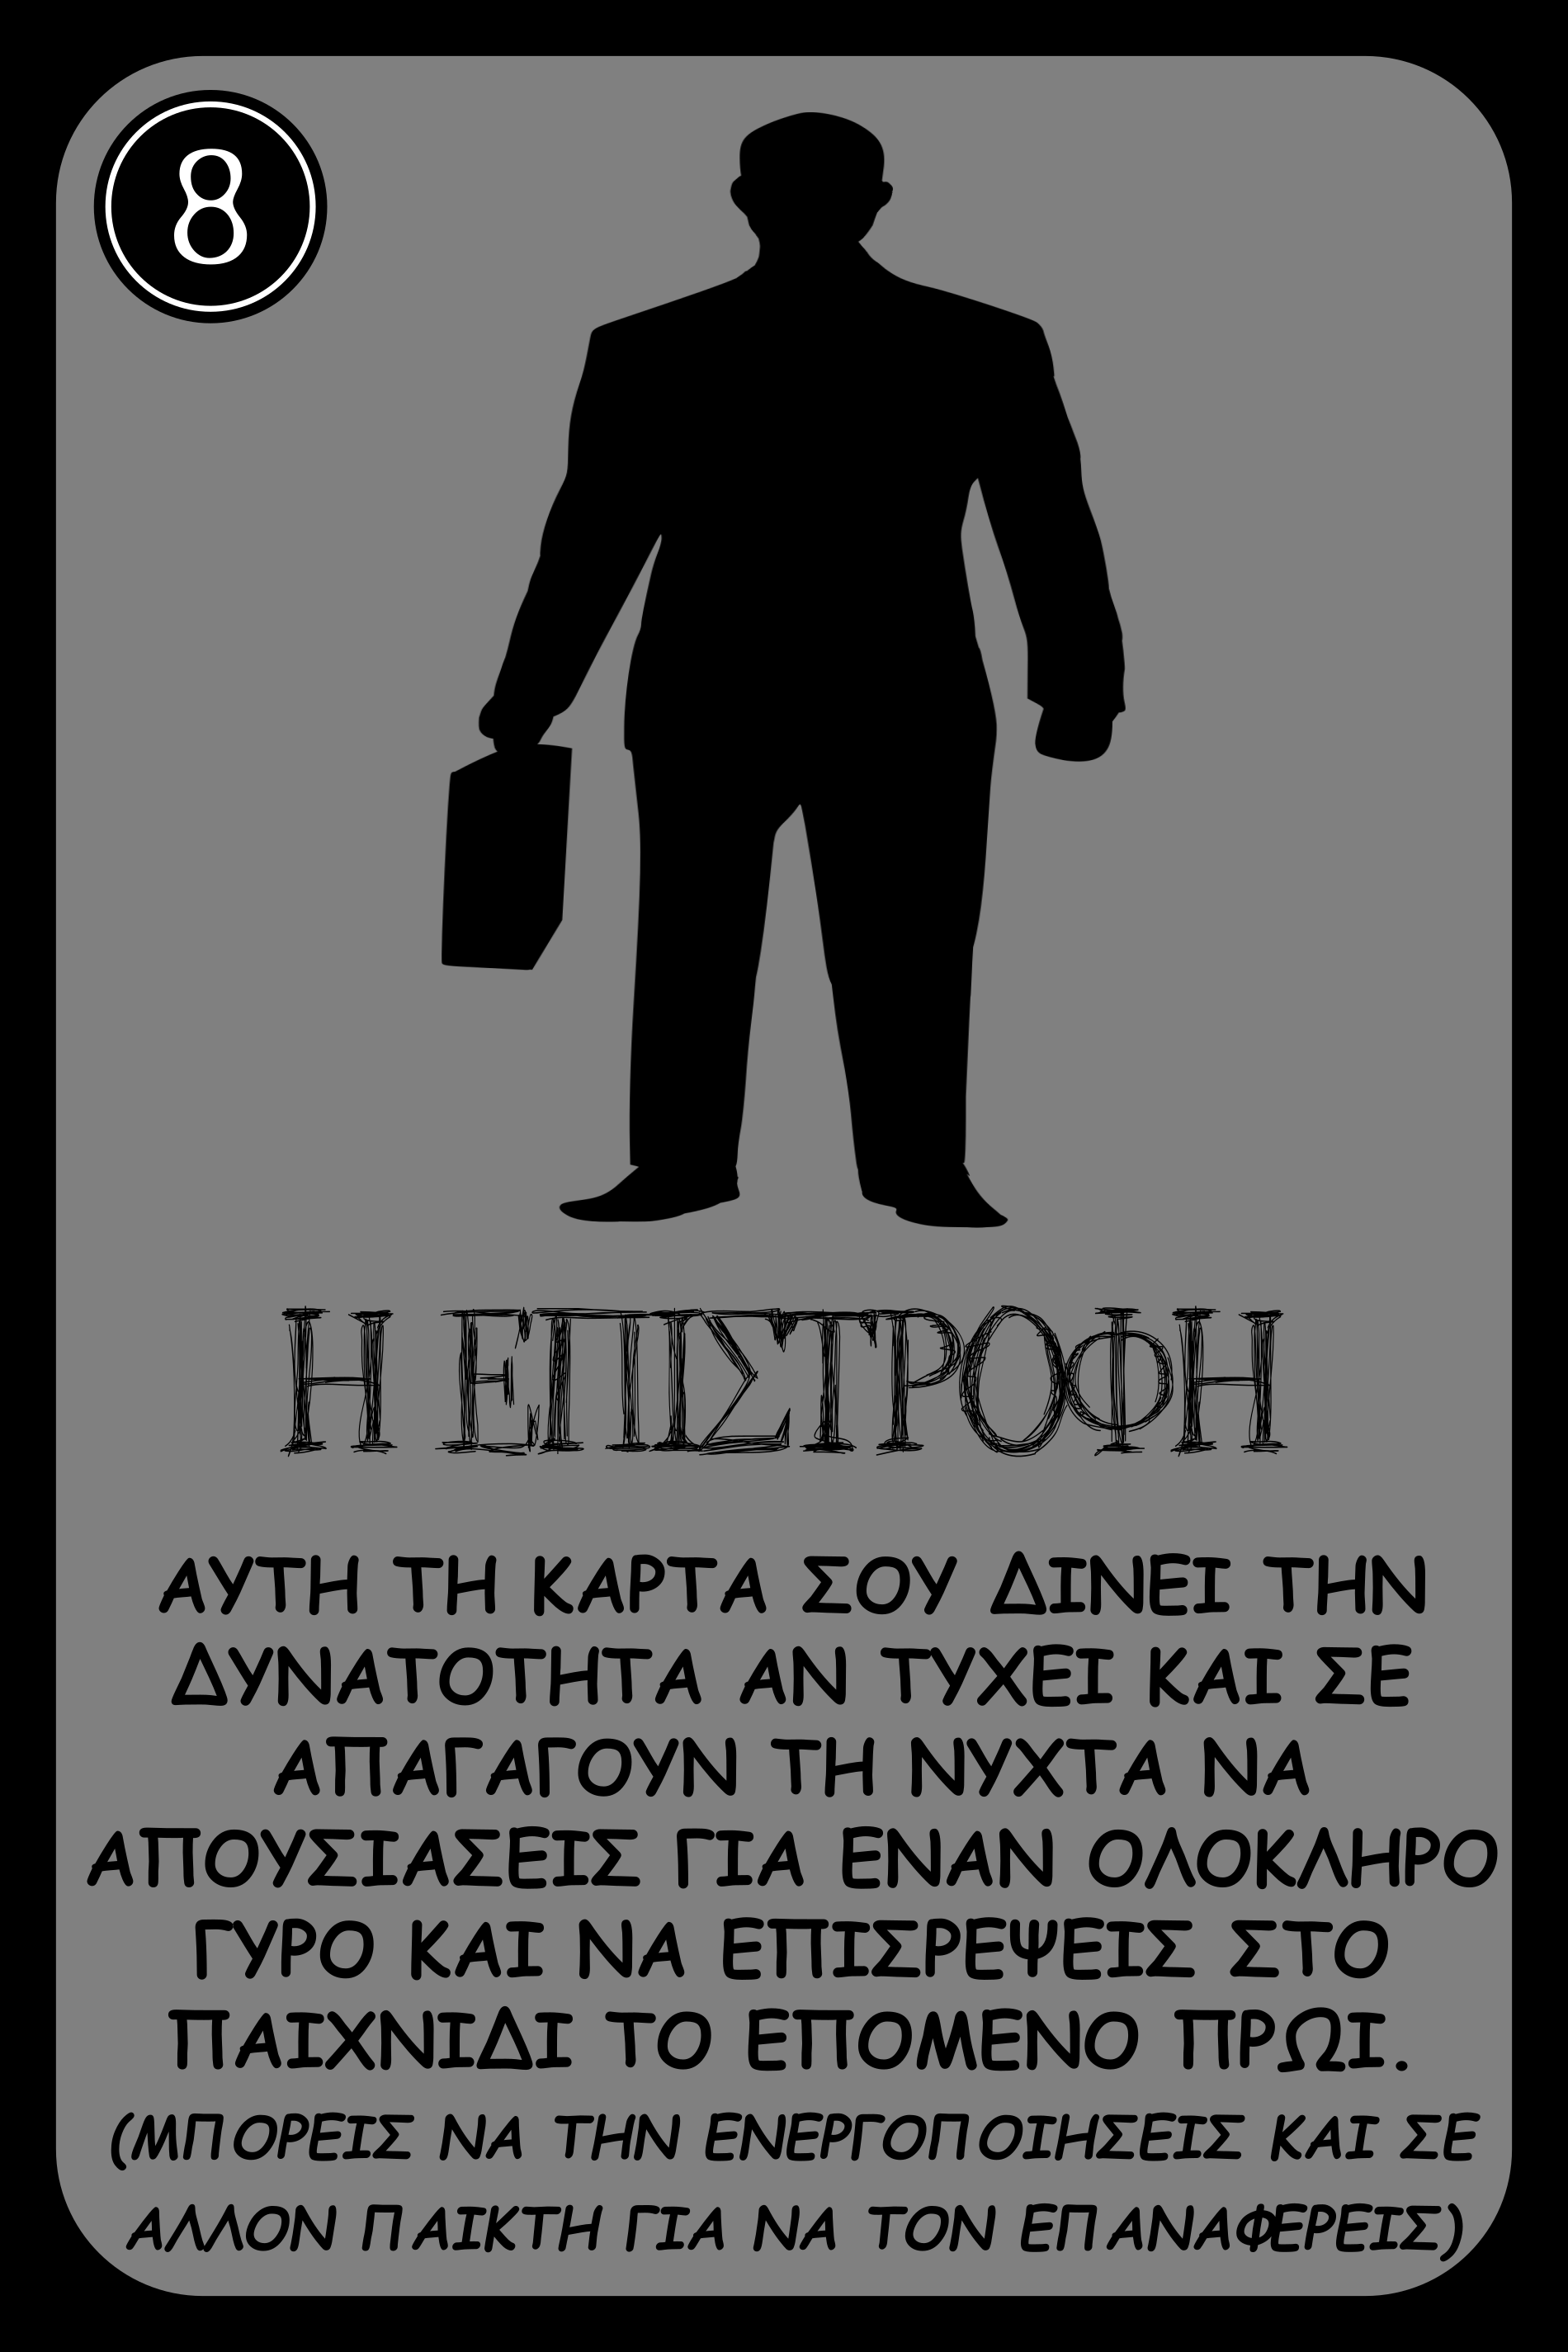 8
Η ΕΠΙΣΤΡΟΦΗ
ΑΥΤΗ ΤΗ ΚΑΡΤΑ ΣΟΥ ΔΙΝΕΙ ΤΗΝ
ΔΥΝΑΤΟΤΗΤΑ ΑΝ ΤΥΧΕΙ ΚΑΙ ΣΕ
ΑΠΑΓΑΓΟΥΝ ΤΗ ΝΥΧΤΑ ΝΑ
ΑΠΟΥΣΙΑΣΕΙΣ ΓΙΑ ΕΝΑΝ ΟΛΟΚΛΗΡΟ
ΓΥΡΟ ΚΑΙ ΝΑ ΕΠΙΣΡΕΨΕΙΣ ΣΤΟ
ΠΑΙΧΝΙΔΙ ΤΟ ΕΠΟΜΕΝΟ ΠΡΩΙ.
(ΜΠΟΡΕΙΣ ΝΑ ΤΗΝ ΕΝΕΡΓΟΠΟΙΗΣΕΙΣ ΚΑΙ ΣΕ
ΑΛΛΟΝ ΠΑΙΚΤΗ ΓΙΑ ΝΑ ΤΟΝ ΕΠΑΝΑΦΕΡΕΙΣ)